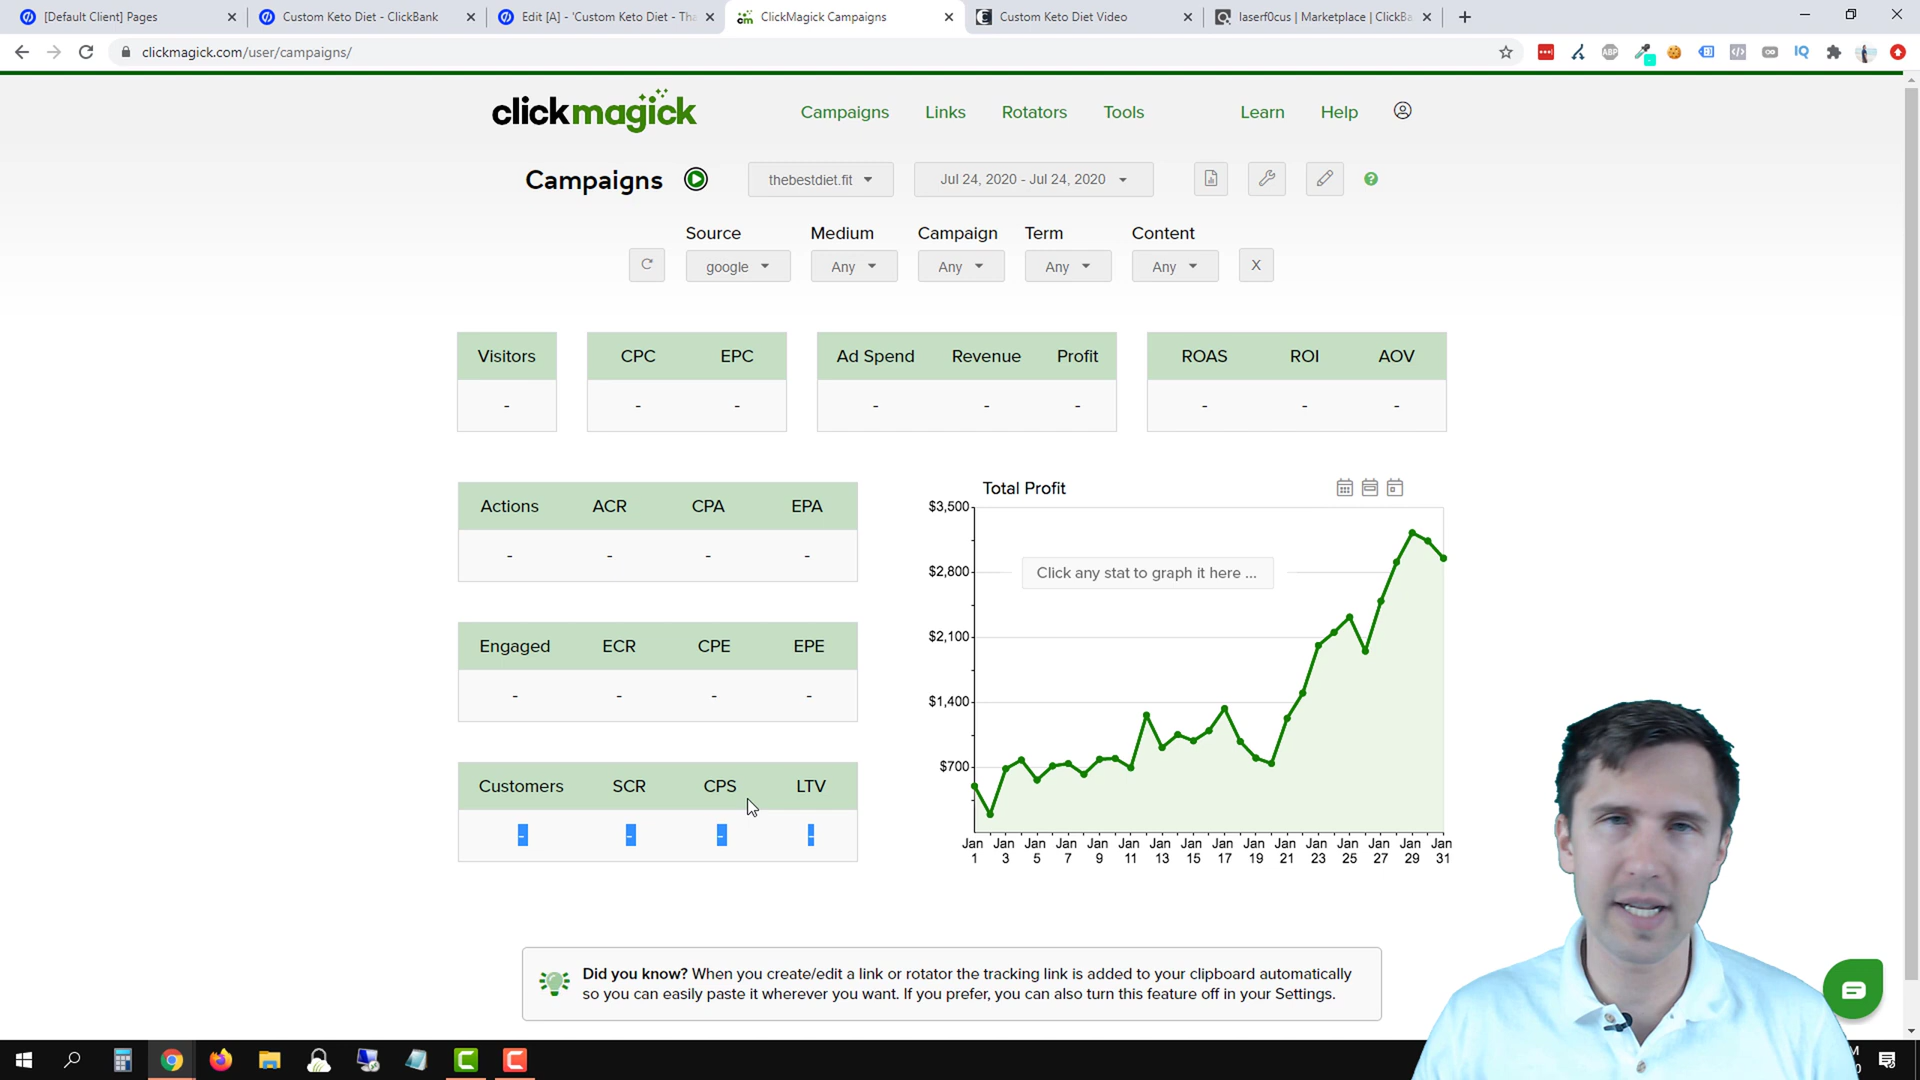 [Default Client] Pages
Custom Keto Diet - ClickBank
Edit [A] - 'Custom Keto Diet - Tha
ClickMagick Campaigns
Custom Keto Diet Video
laserf0cus | Marketplace | ClickBa
clickmagick.com/user/campaigns/
ABP
IQ
clickmagick
Campaigns
Links
Rotators
Tools
Learn
Help
Campaigns
thebestdiet.fit
Jul 24, 2020 - Jul 24, 2020
Source
Medium
Campaign
Term
Content
google
Any
Any
Any
Any
X
Visitors
CPC
EPC
Ad Spend
Revenue
Profit
ROAS
ROI
AOV
- - - - - - - - -
Actions
ACR
CPA
EPA
- - - -
Engaged
ECR
CPE
EPE
- - - -
Customers
SCR
CPS
LTV
- - - -
Total Profit
Click any stat to graph it here ...
$3,500
$2,800
$2,100
$1,400
$700
Jan Jan Jan Jan Jan Jan Jan Jan Jan Jan Jan Jan Jan Jan Jan Jan
1 3 5 7 9 11 13 15 17 19 21 23 25 27 29 31
Did you know? When you create/edit a link or rotator the tracking link is added to your clipboard automatically
so you can easily paste it wherever you want. If you prefer, you can also turn this feature off in your Settings.